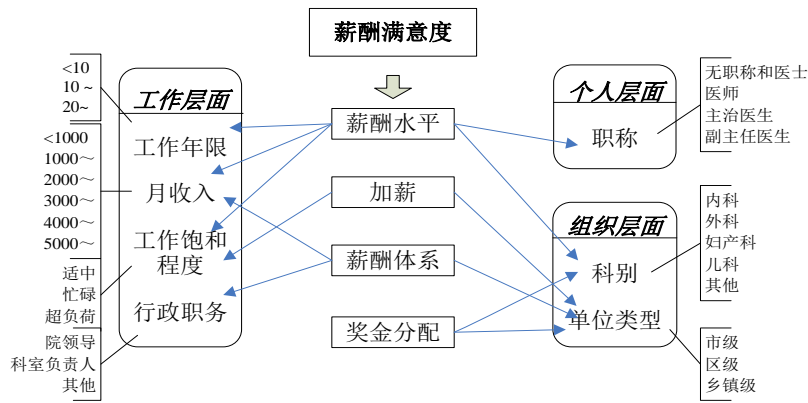 薪酬满意度
<10
10 ~
20~
<1000
1000～
2000～
3000～
4000～
5000～
适中
忙碌
超负荷
院领导
科室负责人
其他
工作层面
工作年限
月收入
工作饱和
程度
行政职务
薪酬水平
加薪
薪酬体系
奖金分配
个人层面
职称
组织层面
科别
单位类型
无职称和医士
医师
主治医生
副主任医生
内科
外科
妇产科
儿科
其他
市级
区级
乡镇级